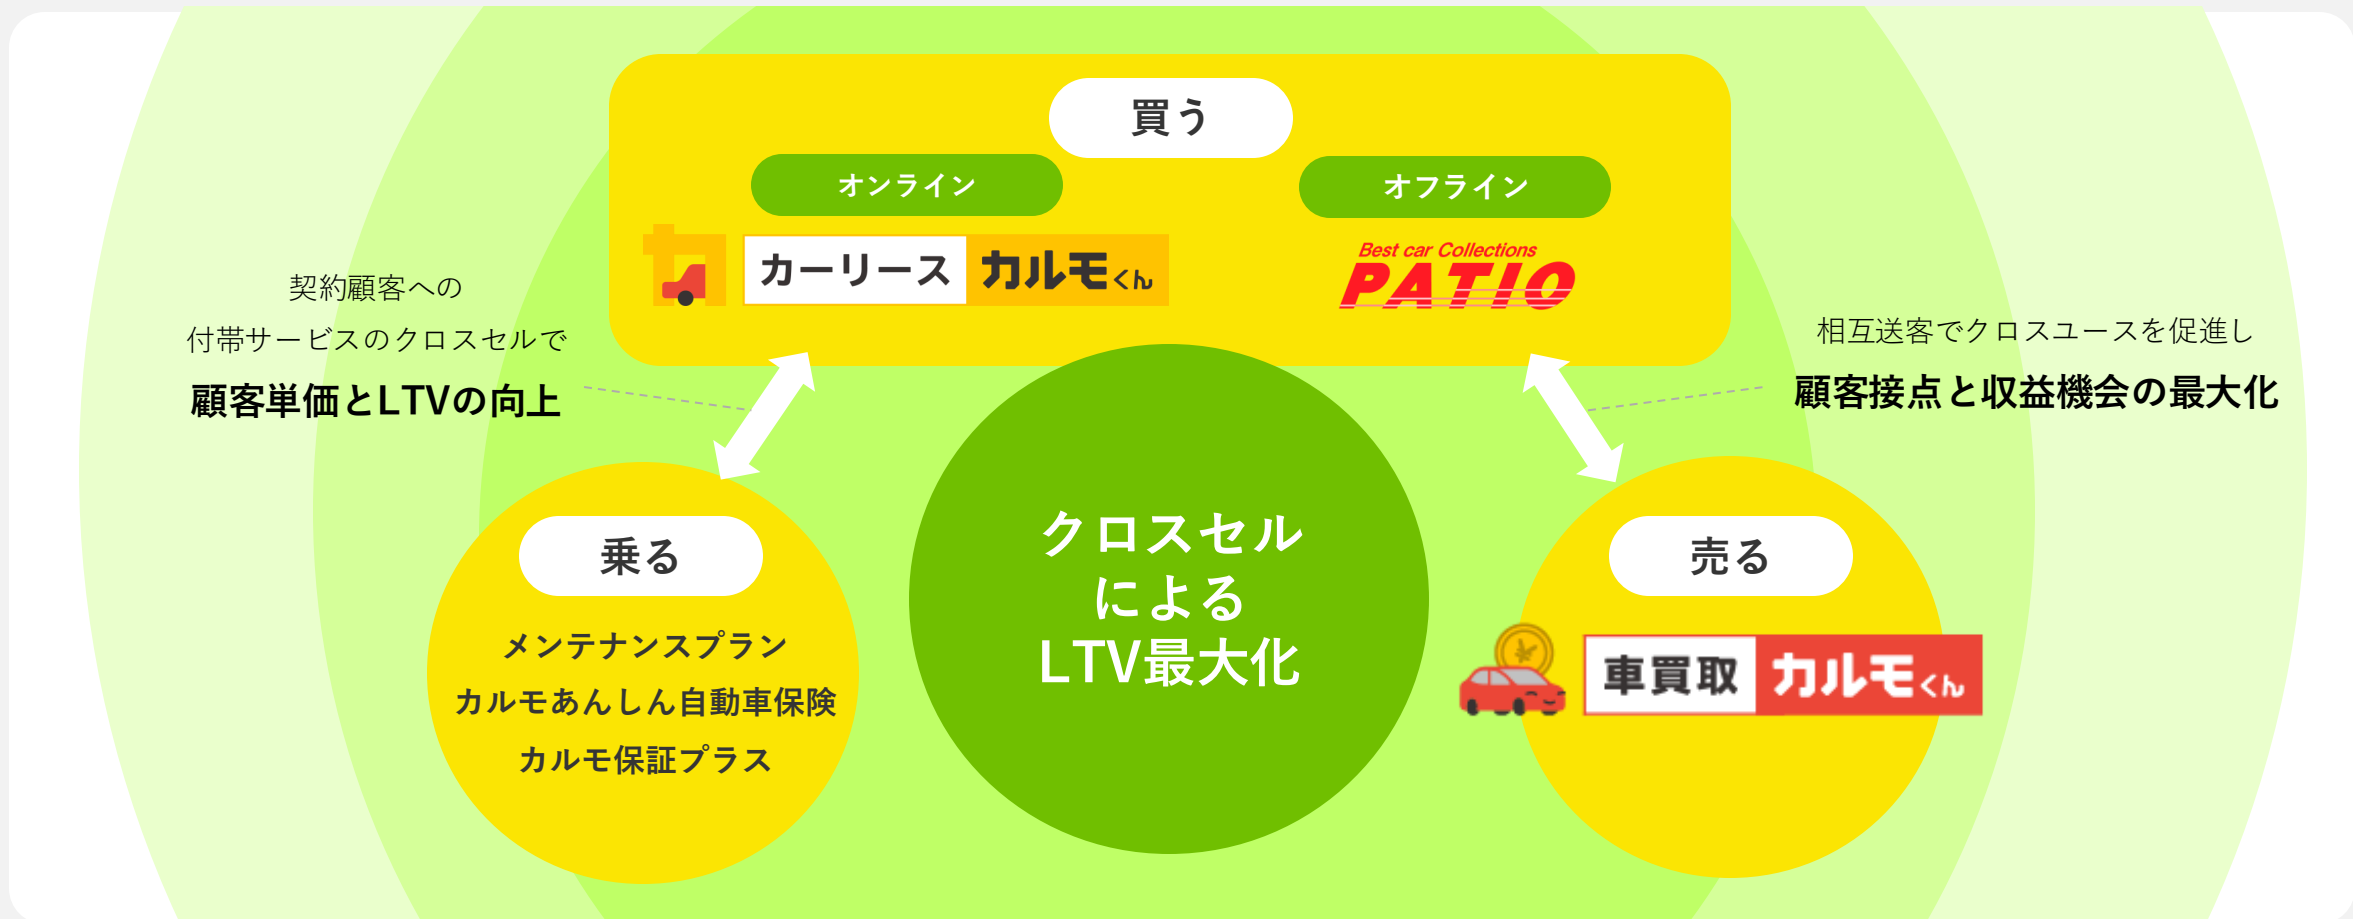 買う
オンライン
オフライン
カーリース カルモくん
Best car Collections
PATIO
契約顧客への
付帯サービスのクロスセルで
顧客単価とLTVの向上
相互送客でクロスユースを促進し
顧客接点と収益機会の最大化
乗る
メンテナンスプラン
カルモあんしん自動車保険
カルモ保証プラス
クロスセル
による
LTV最大化
売る
¥
車買取 カルモくん